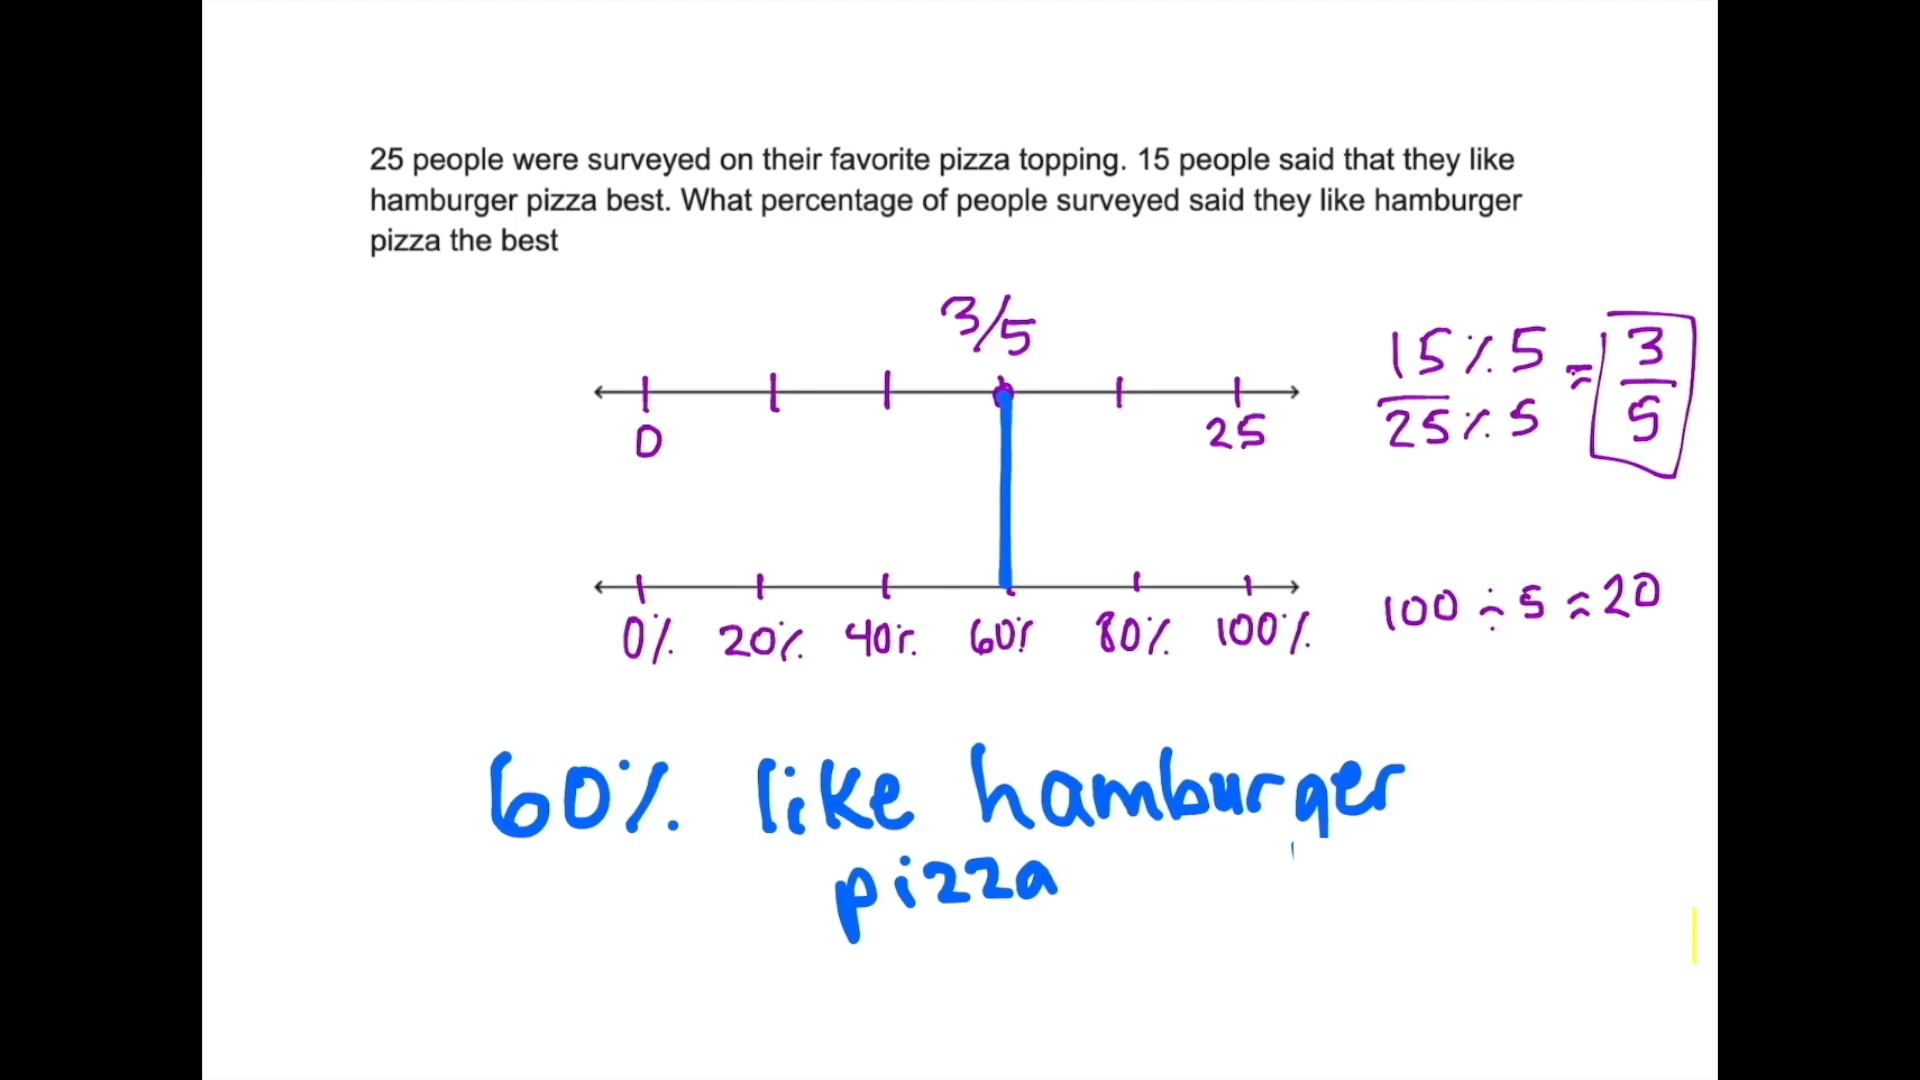 25 people were surveyed on their favorite pizza topping. 15 people said that they like
hamburger pizza best. What percentage of people surveyed said they like hamburger
pizza the best
3/5
15 ٪ 5 = 3
25 ٪ 5 5
0 25
100 ÷ 5 = 20
0% 20% 40% 60% 80% 100%
60% like hamburger
pizza